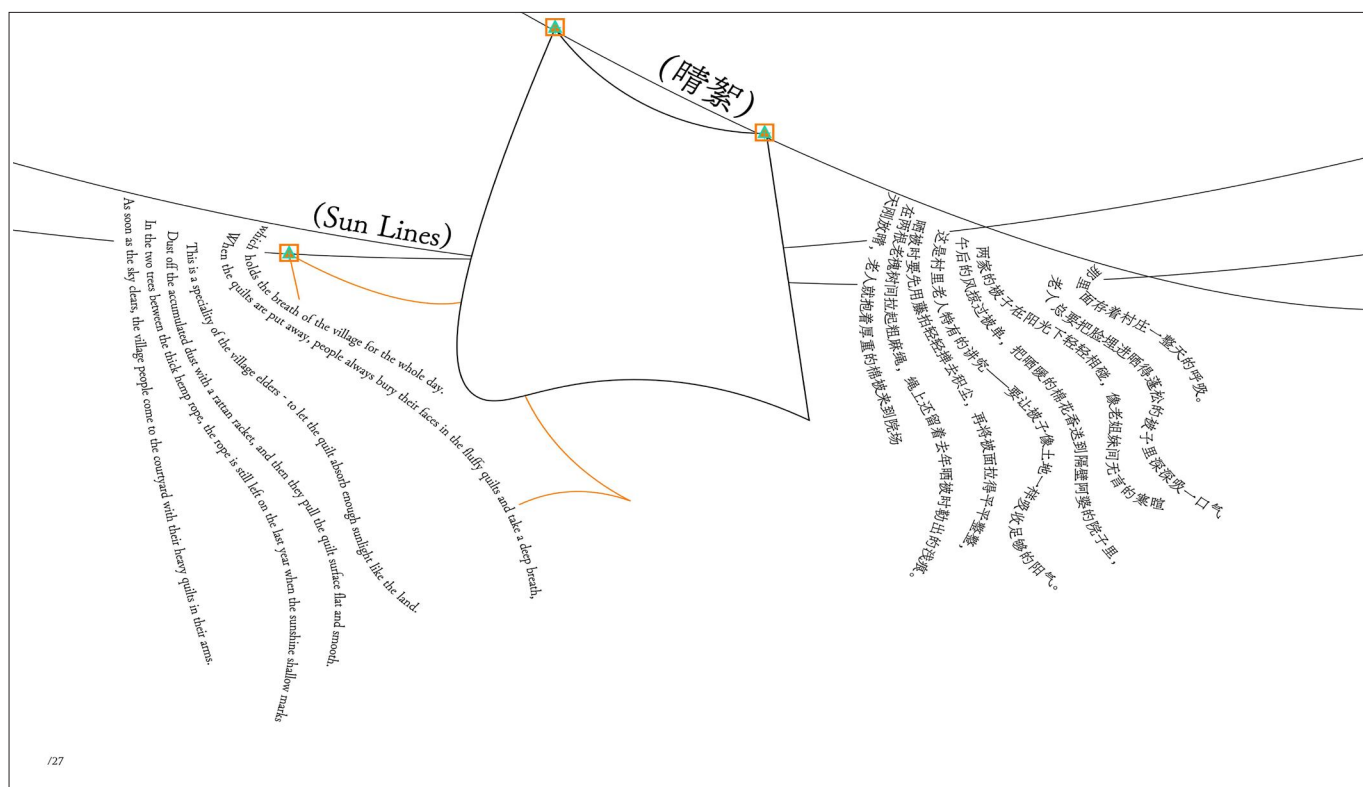 (晴絮)
(Sun Lines)
As soon as the sky clears, the village people come to the courtyard with their heavy quilts in their arms.
In the two trees between the thick hemp rope, the rope is still left on the last year when the sunshine shallow marks
Dust off the accumulated dust with a rattan racket, and then they pull the quilt surface flat and smooth,
This is a speciality of the village elders - to let the quilt absorb enough sunlight like the land.
When the quilts are put away, people always bury their faces in the fluffy quilts and take a deep breath,
which holds the breath of the village for the whole day.
天刚放晴，老人就抱着厚重的棉被来到院场
在两根老槐树间拉起粗麻绳，绳上还留着去年晒被时勒出的浅痕。
晒被时要先用藤拍轻轻掸去积尘，再将被面拉得平平整整，
这是村里老人特有的讲究——要让被子像土地一样吸收足够的阳气。
午后的风掠过被单，把晒暖的棉花香送到隔壁阿婆的院子里，
两家的被子在阳光下轻轻相碰，像老姐妹间无言的寒暄
老人总要把脸埋进晒得蓬松的被子里深深吸一口气
那里面存着村庄一整天的呼吸。
/27